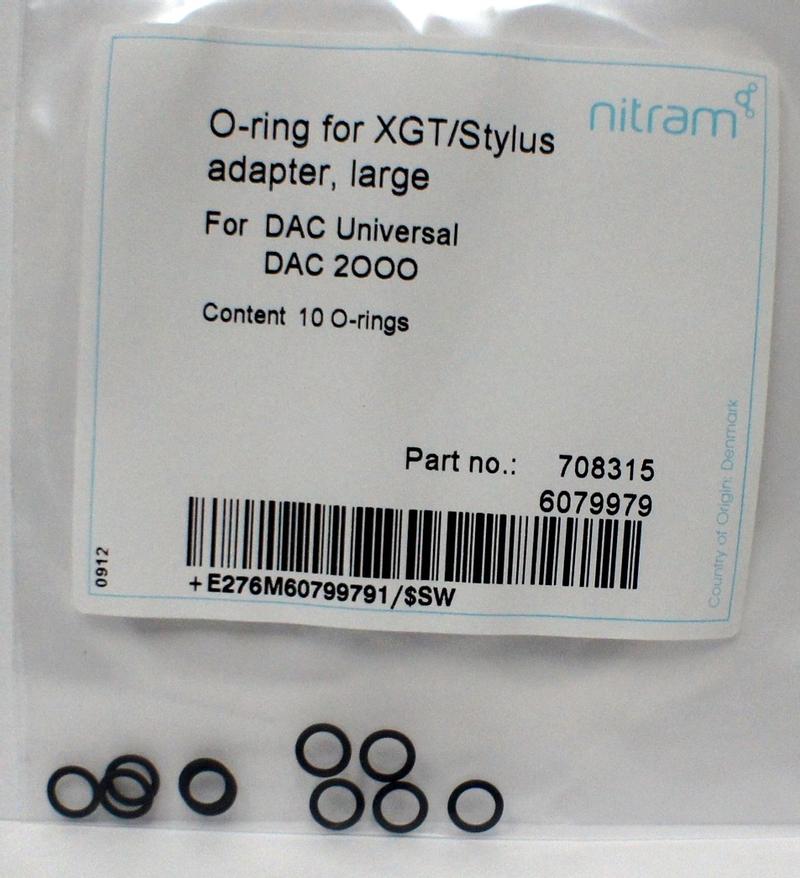 nitram
O-ring for XGT/Stylus
adapter, large
For DAC Universal
DAC 2000
Content 10 O-rings
Part no.: 708315
6079979
+E276M60799791/$SW
0912
Country of Origin: Denmark